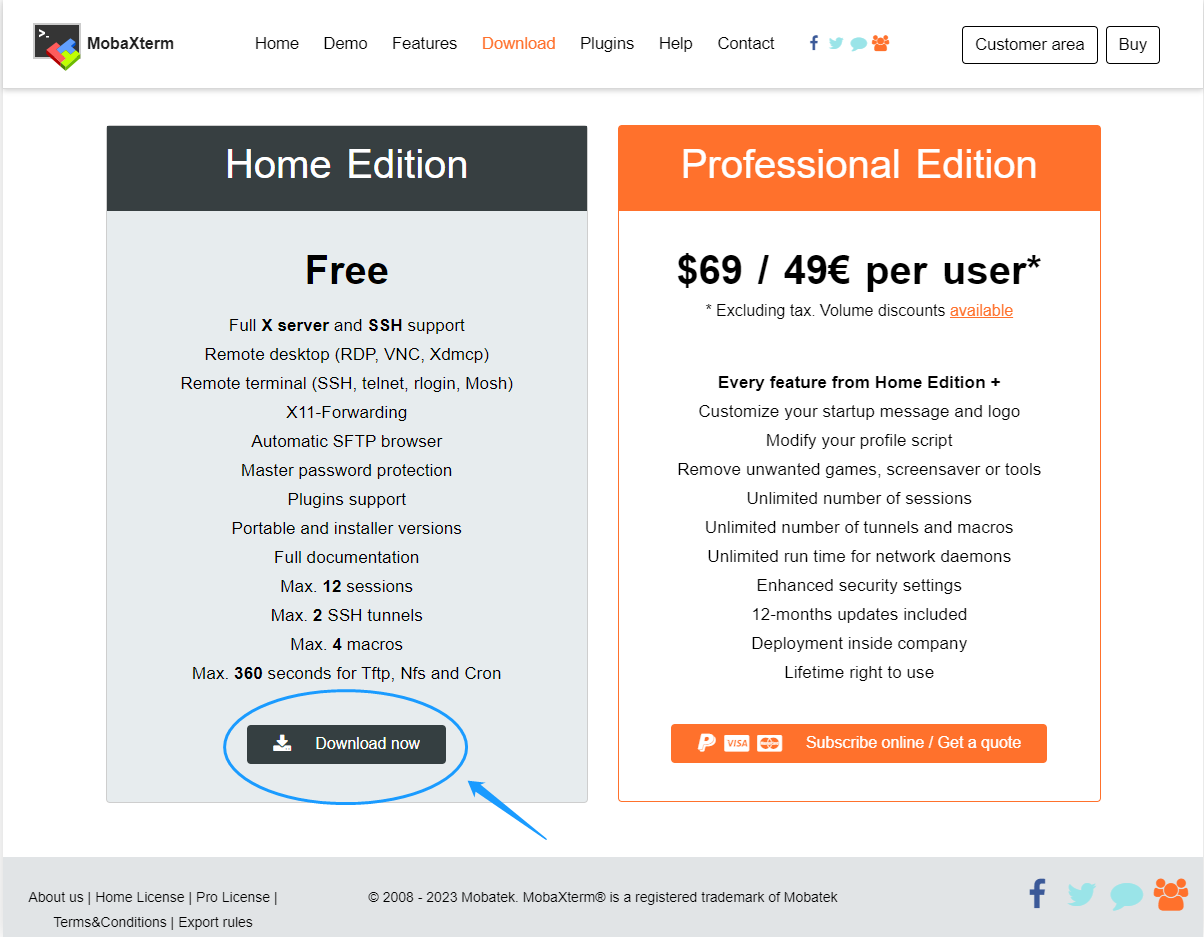 >_
MobaXterm
Home Demo Features Download Plugins Help Contact
Customer area
Buy
Home Edition
Free
Full X server and SSH support
Remote desktop (RDP, VNC, Xdmcp)
Remote terminal (SSH, telnet, rlogin, Mosh)
X11-Forwarding
Automatic SFTP browser
Master password protection
Plugins support
Portable and installer versions
Full documentation
Max. 12 sessions
Max. 2 SSH tunnels
Max. 4 macros
Max. 360 seconds for Tftp, Nfs and Cron
Download now
Professional Edition
$69 / 49€ per user*
* Excluding tax. Volume discounts available
Every feature from Home Edition +
Customize your startup message and logo
Modify your profile script
Remove unwanted games, screensaver or tools
Unlimited number of sessions
Unlimited number of tunnels and macros
Unlimited run time for network daemons
Enhanced security settings
12-months updates included
Deployment inside company
Lifetime right to use
VISA Subscribe online / Get a quote
About us | Home License | Pro License |
Terms&Conditions | Export rules
© 2008 - 2023 Mobatek. MobaXterm® is a registered trademark of Mobatek